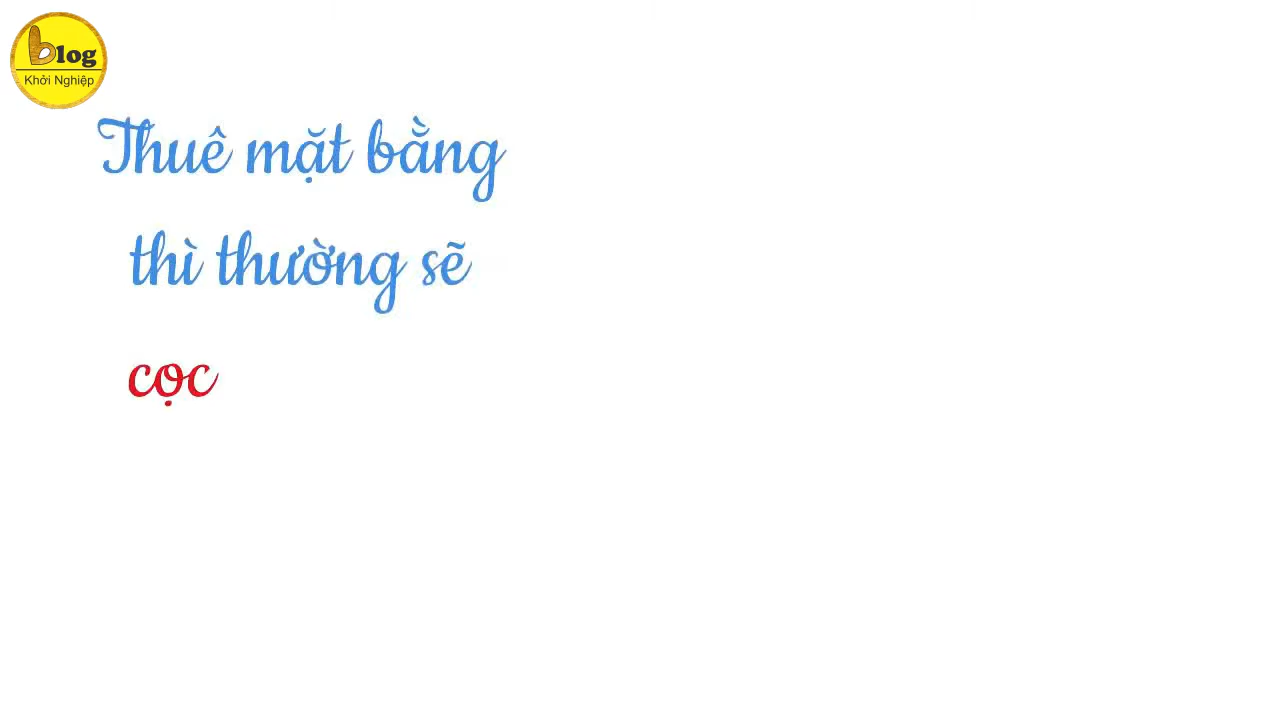 blog
Khởi Nghiệp
Thuê mặt bằng
thì thường sẽ
cọc